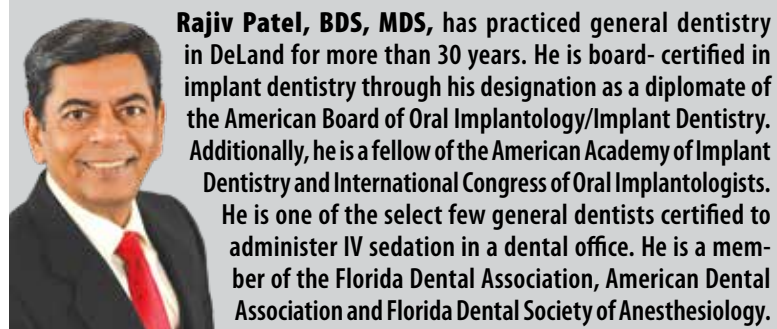 Rajiv Patel, BDS, MDS, has practiced general dentistry
in DeLand for more than 30 years. He is board- certified in
implant dentistry through his designation as a diplomate of
the American Board of Oral Implantology/Implant Dentistry.
Additionally, he is a fellow of the American Academy of Implant
Dentistry and International Congress of Oral Implantologists.
He is one of the select few general dentists certified to
administer IV sedation in a dental office. He is a mem-
ber of the Florida Dental Association, American Dental
Association and Florida Dental Society of Anesthesiology.